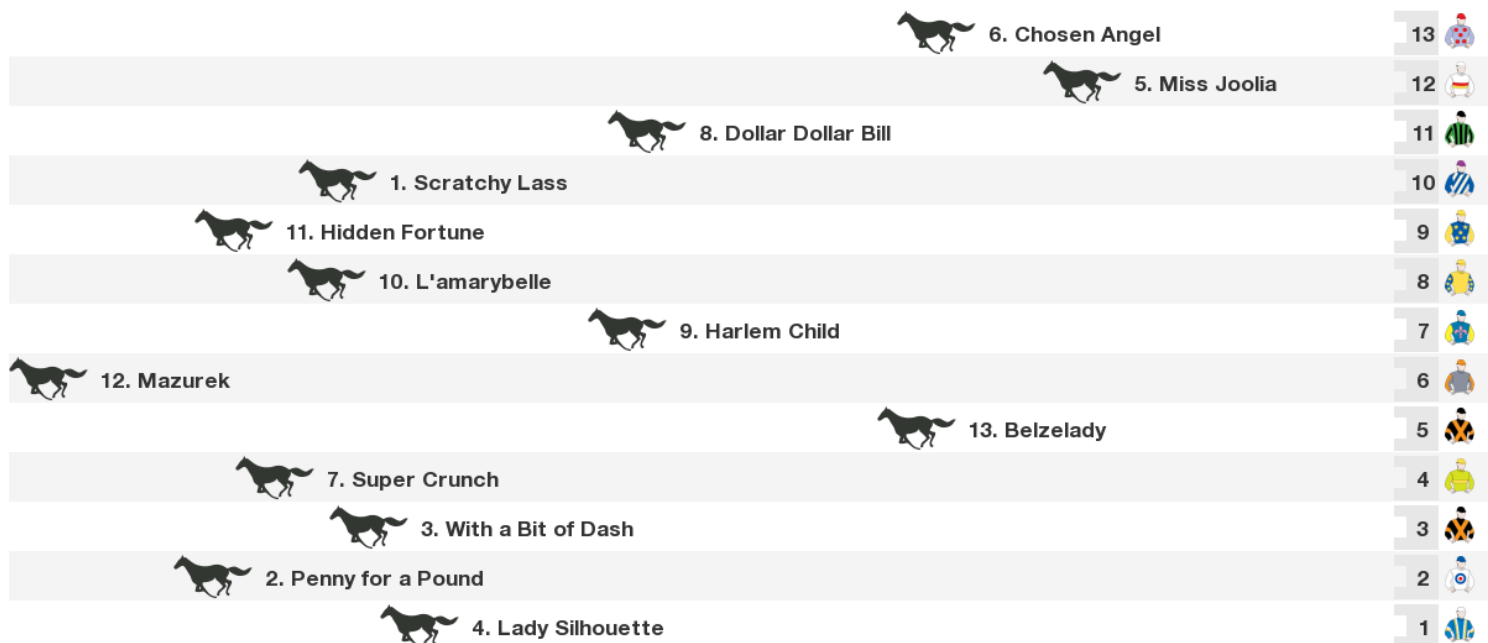 6. Chosen Angel 13
5. Miss Joolia 12
8. Dollar Dollar Bill 11
1. Scratchy Lass 10
11. Hidden Fortune 9
10. L'amarybelle 8
9. Harlem Child 7
12. Mazurek 6
13. Belzelady 5
7. Super Crunch 4
3. With a Bit of Dash 3
2. Penny for a Pound 2
4. Lady Silhouette 1